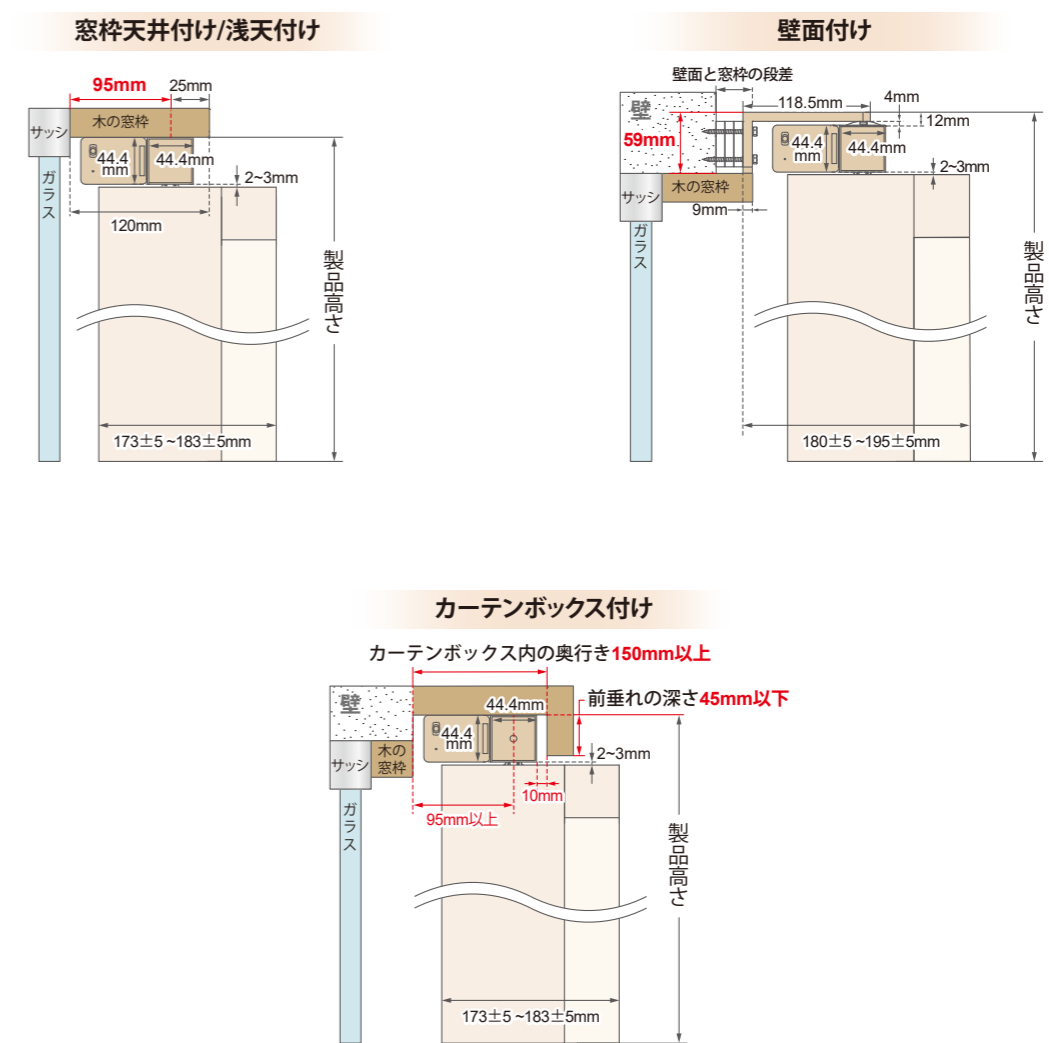 窓枠天井付け/浅天付け
95mm
25mm
木の窓枠
サッシ
44.4
mm
44.4mm
2~3mm
ガラス
120mm
製品高さ
173±5 ~183±5mm
壁面付け
壁面と窓枠の段差
118.5mm
4mm
壁
12mm
59mm
44.4
mm
44.4mm
2~3mm
木の窓枠
サッシ
9mm
ガラス
製品高さ
180±5 ~195±5mm
カーテンボックス付け
カーテンボックス内の奥行き150mm以上
壁
44.4mm
前垂れの深さ45mm以下
44.4
mm
木の
窓枠
サッシ
2~3mm
10mm
95mm以上
ガラス
製品高さ
173±5 ~183±5mm